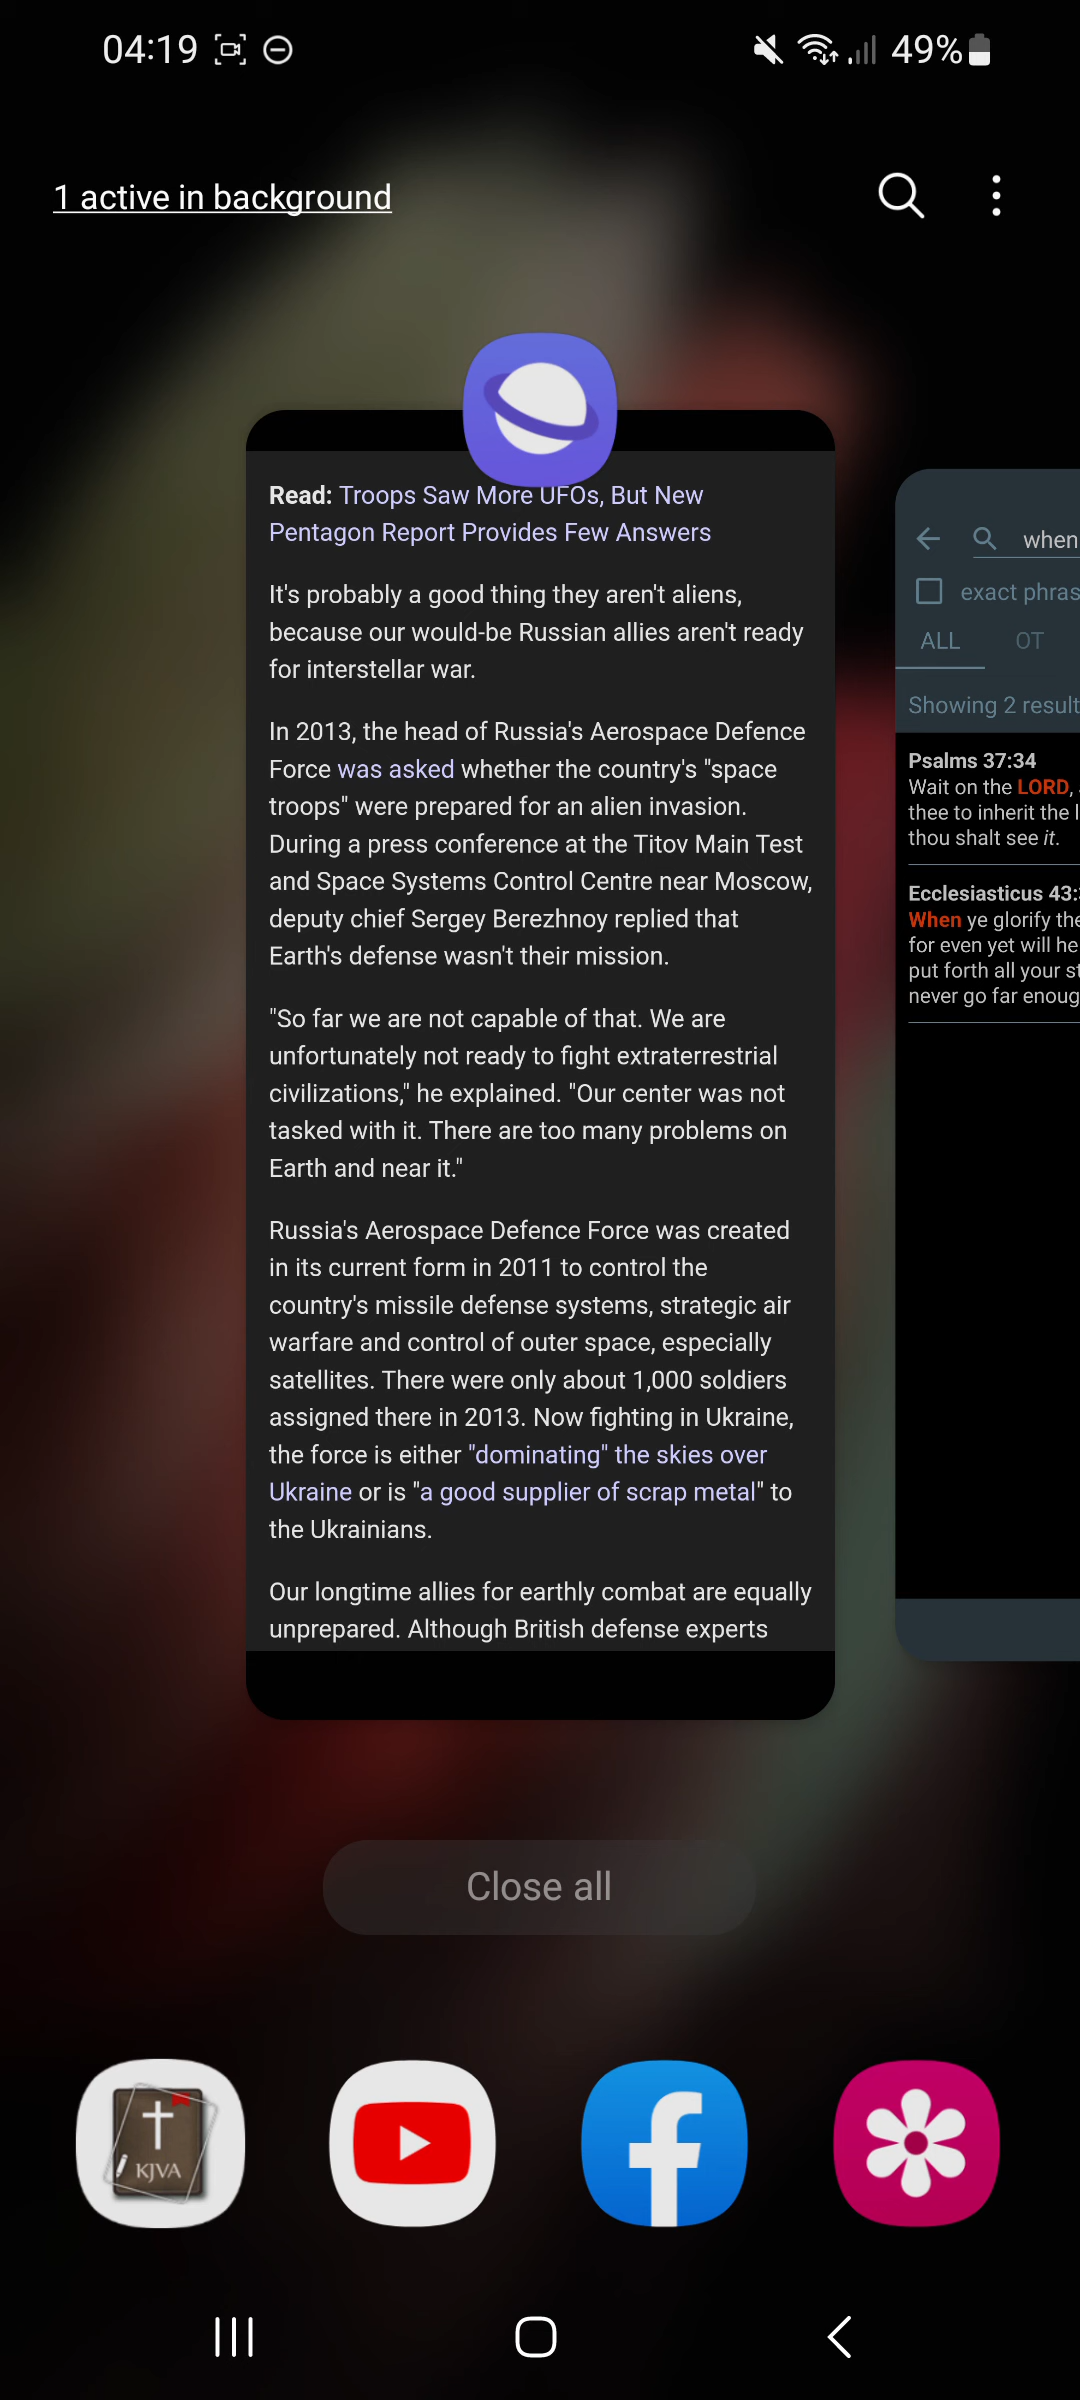 04:19
49%
1 active in background
Read: Troops Saw More UFOs, But New
Pentagon Report Provides Few Answers
It's probably a good thing they aren't aliens,
because our would-be Russian allies aren't ready
for interstellar war.
In 2013, the head of Russia's Aerospace Defence
Force was asked whether the country's "space
troops" were prepared for an alien invasion.
During a press conference at the Titov Main Test
and Space Systems Control Centre near Moscow,
deputy chief Sergey Berezhnoy replied that
Earth's defense wasn't their mission.
"So far we are not capable of that. We are
unfortunately not ready to fight extraterrestrial
civilizations," he explained. "Our center was not
tasked with it. There are too many problems on
Earth and near it."
Russia's Aerospace Defence Force was created
in its current form in 2011 to control the
country's missile defense systems, strategic air
warfare and control of outer space, especially
satellites. There were only about 1,000 soldiers
assigned there in 2013. Now fighting in Ukraine,
the force is either "dominating" the skies over
Ukraine or is "a good supplier of scrap metal" to
the Ukrainians.
Our longtime allies for earthly combat are equally
unprepared. Although British defense experts
when
exact phras
ALL OT
Showing 2 result
Psalms 37:34
Wait on the LORD,
thee to inherit the
thou shalt see it.
Ecclesiasticus 43:
When ye glorify the
for even yet will he
put forth all your
never go far enoug
Close all
KJVA